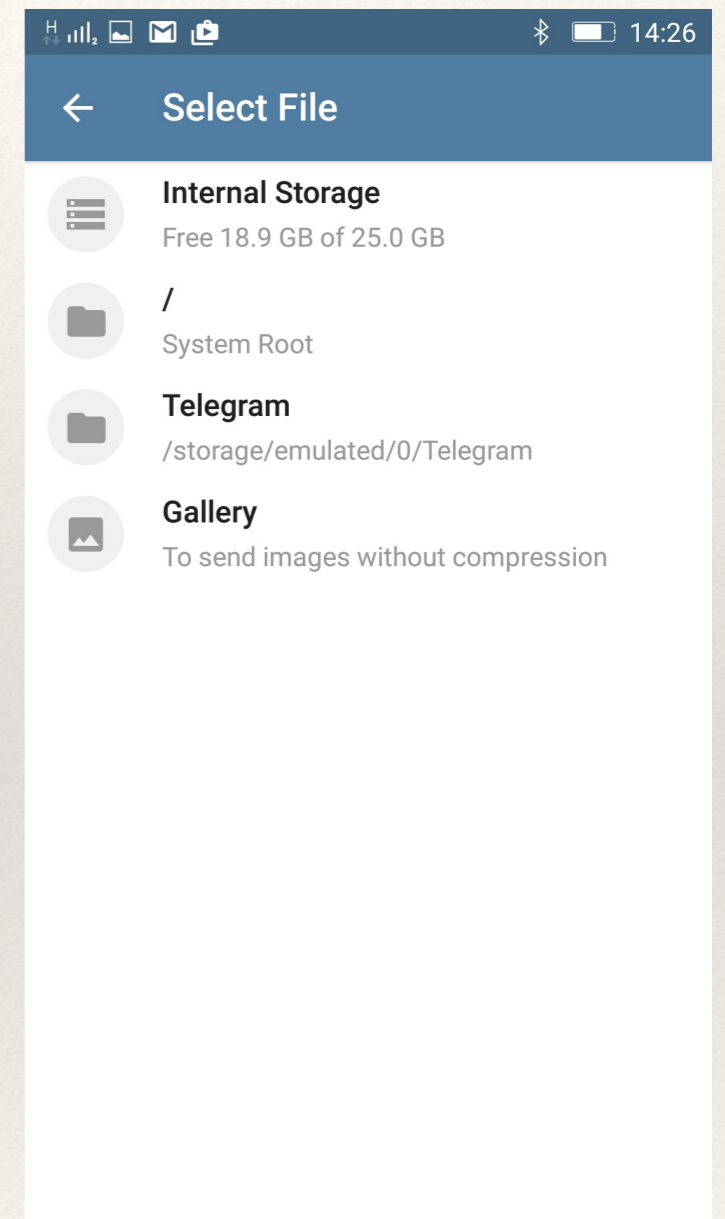 H 2 14:26
Select File
Internal Storage
Free 18.9 GB of 25.0 GB
/
System Root
Telegram
/storage/emulated/0/Telegram
Gallery
To send images without compression